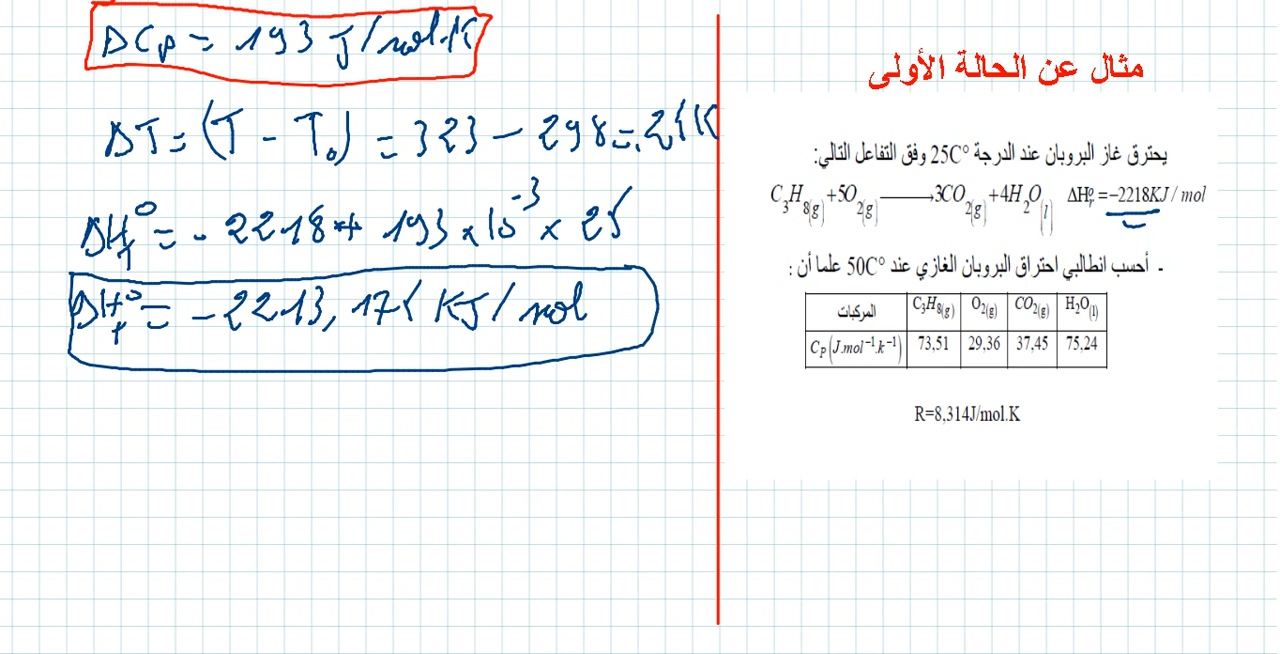 ΔCp = 193 J/mol.K
ΔT = (T - T₀) = 323 - 298 = 25K
ΔHr° = -2218 + 193 × 10⁻³ × 25
ΔHr° = -2213,175 KJ/mol
مثال عن الحالة الأولى
يحترق غاز البروبان عند الدرجة 25C° وفق التفاعل التالي:
C₃H₈(g) + 5O₂(g) ⟶ 3CO₂(g) + 4H₂O(l) ΔHr° = -2218KJ / mol
- أحسب انطالبي احتراق البروبان الغازي عند 50C° علما أن :
المركبات C₃H₈(g) O₂(g) CO₂(g) H₂O(l)
Cp (J.mol⁻¹.k⁻¹) 73,51 29,36 37,45 75,24
R=8,314J/mol.K